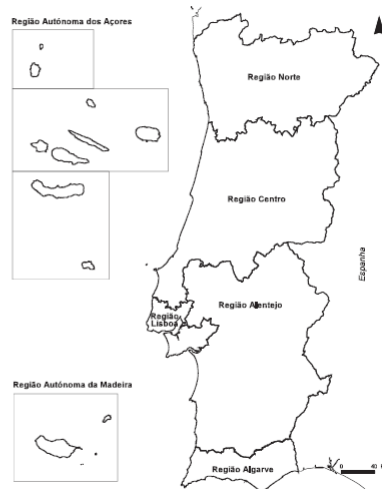 Região Autónoma dos Açores
Região Norte
Região Centro
Espanha
Região Alentejo
Região
Lisboa
Região Autónoma da Madeira
Região Algarve
0
40